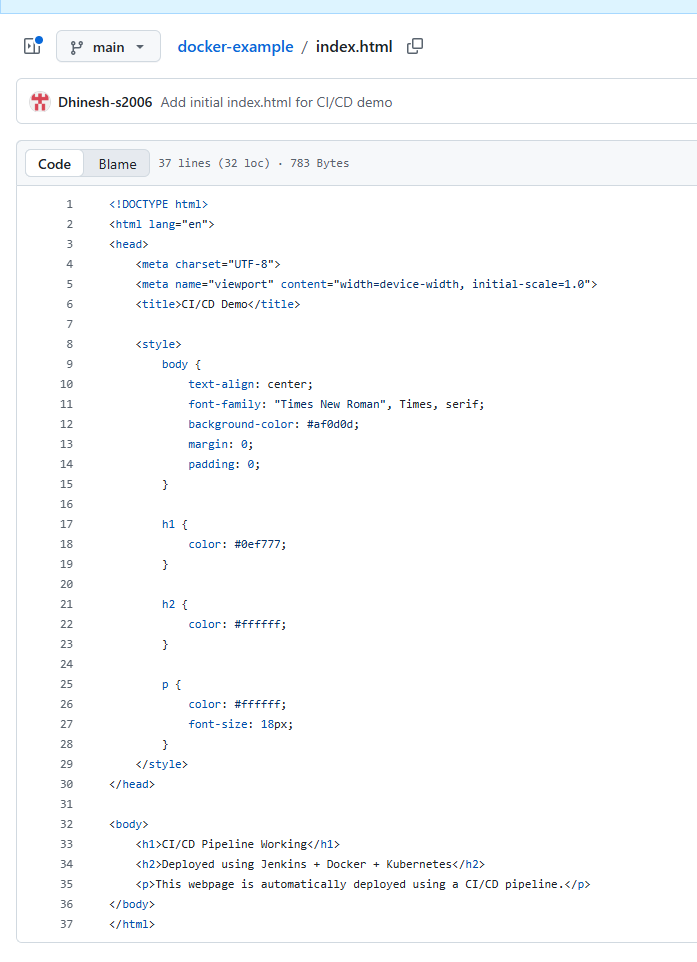 main
docker-example / index.html
Dhinesh-s2006 Add initial index.html for CI/CD demo
Code Blame 37 lines (32 loc) · 783 Bytes
1 <!DOCTYPE html>
2 <html lang="en">
3 <head>
4     <meta charset="UTF-8">
5     <meta name="viewport" content="width=device-width, initial-scale=1.0">
6     <title>CI/CD Demo</title>
7
8     <style>
9         body {
10             text-align: center;
11             font-family: "Times New Roman", Times, serif;
12             background-color: #af0d0d;
13             margin: 0;
14             padding: 0;
15         }
16
17         h1 {
18             color: #0ef777;
19         }
20
21         h2 {
22             color: #ffffff;
23         }
24
25         p {
26             color: #ffffff;
27             font-size: 18px;
28         }
29     </style>
30 </head>
31
32 <body>
33     <h1>CI/CD Pipeline Working</h1>
34     <h2>Deployed using Jenkins + Docker + Kubernetes</h2>
35     <p>This webpage is automatically deployed using a CI/CD pipeline.</p>
36 </body>
37 </html>